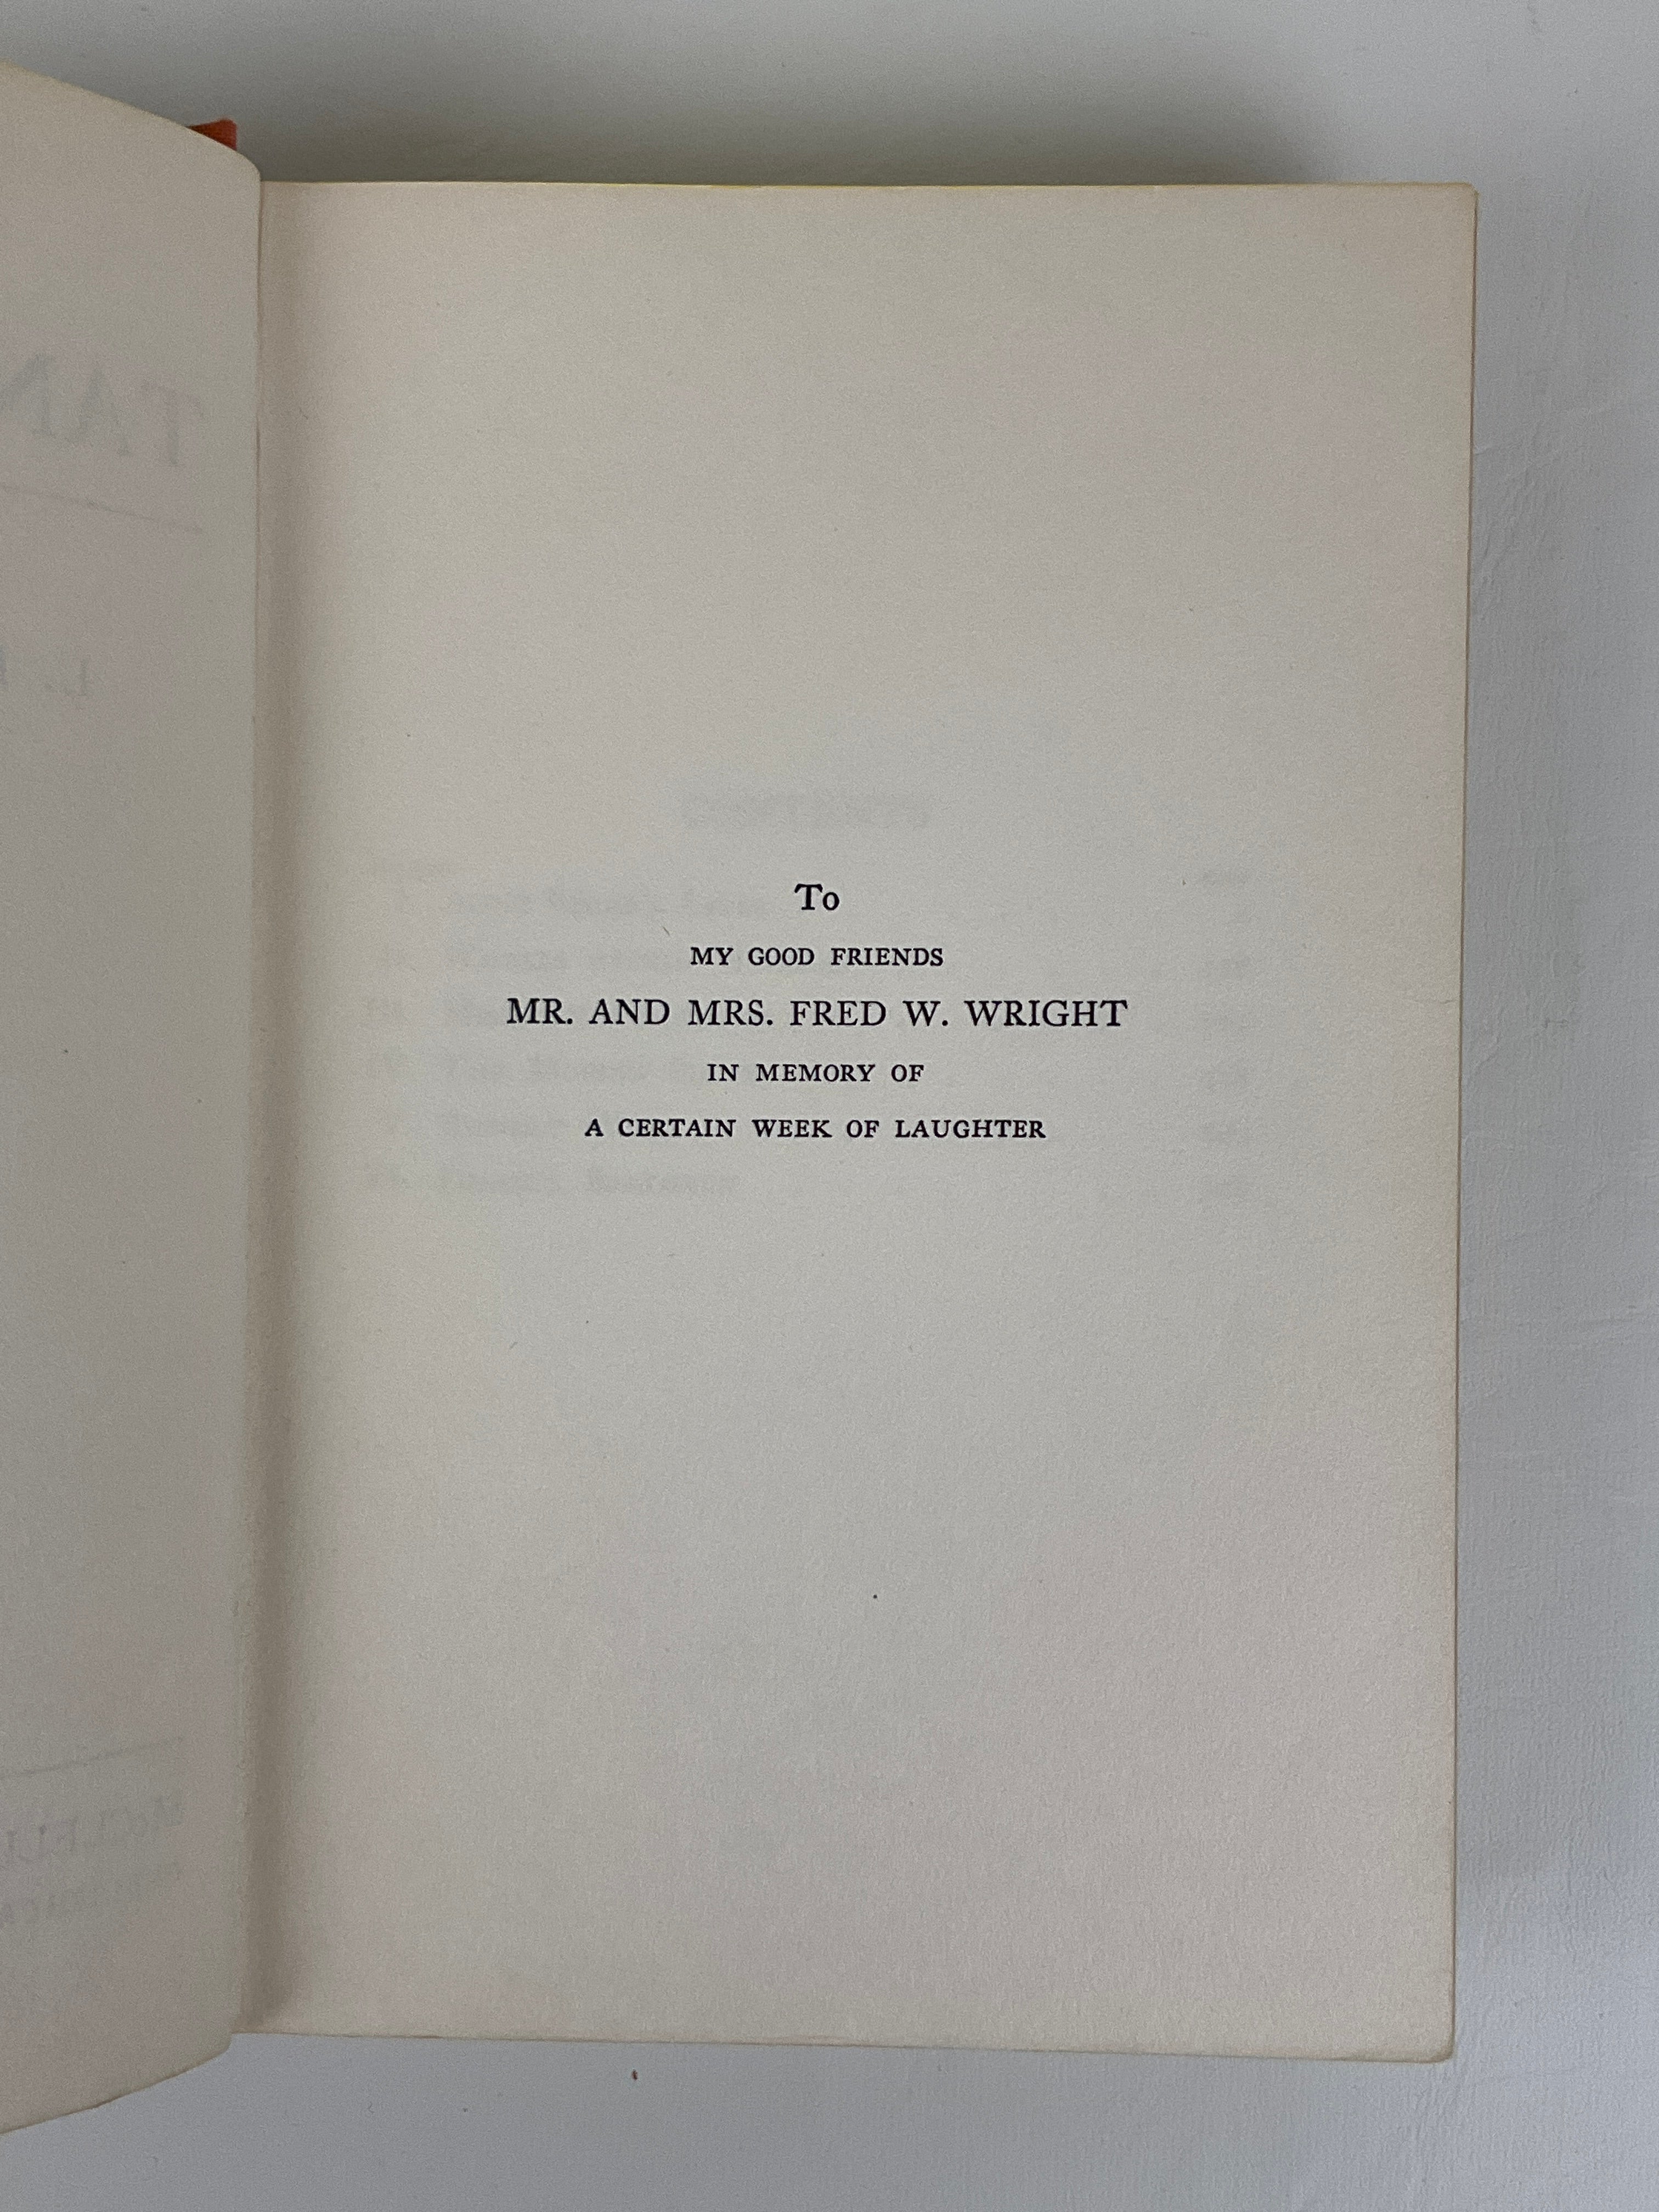 To
MY GOOD FRIENDS
MR. AND MRS. FRED W. WRIGHT
IN MEMORY OF
A CERTAIN WEEK OF LAUGHTER